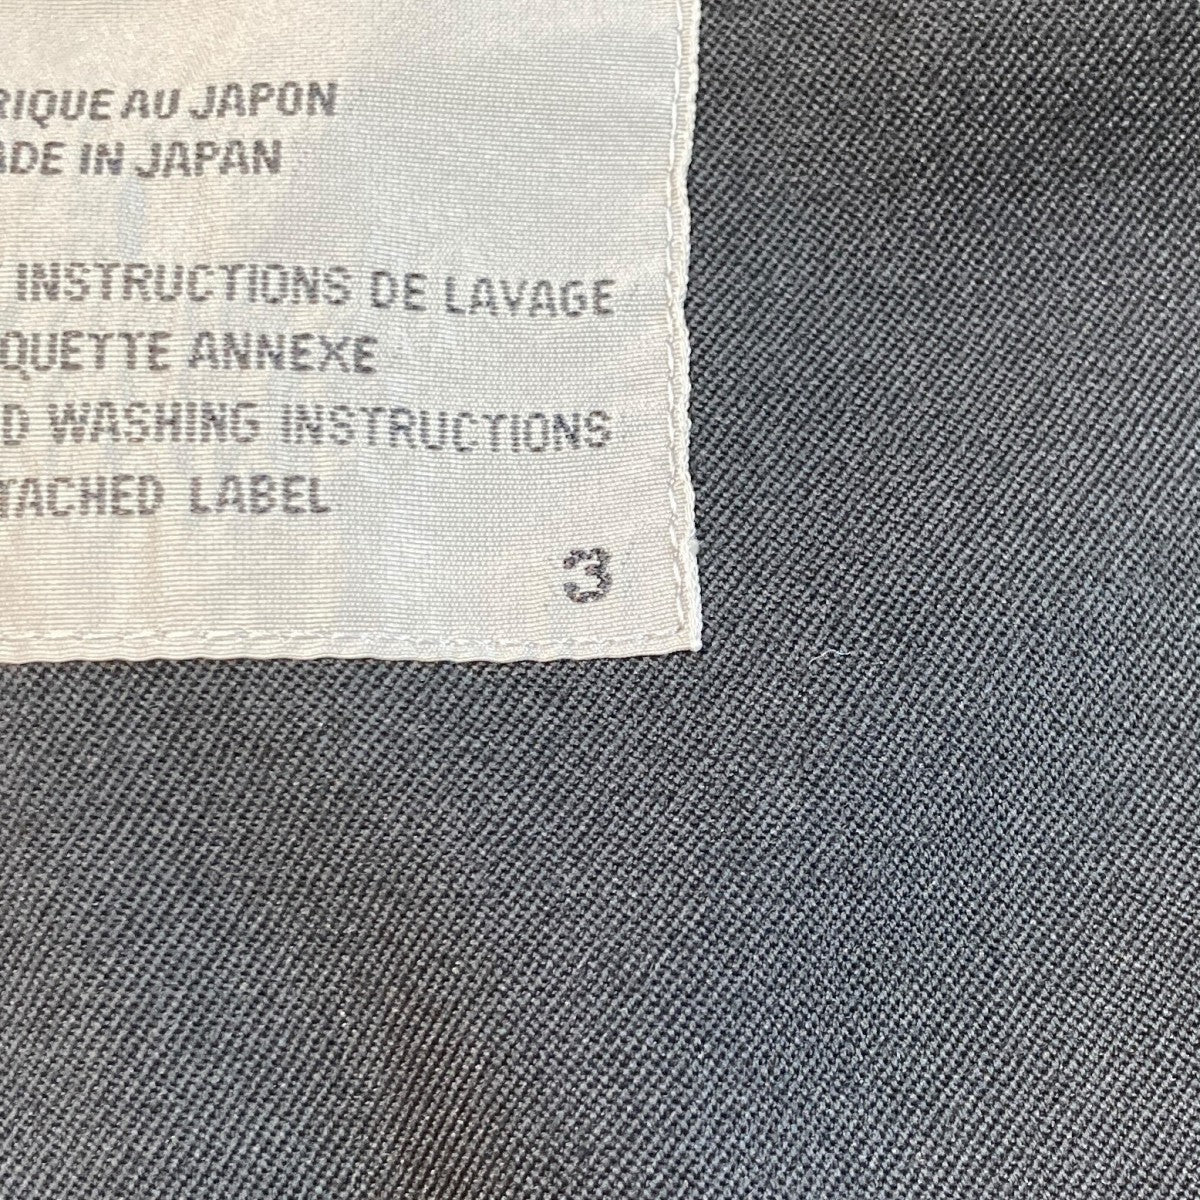 RIQUE AU JAPON
ADE IN JAPAN
INSTRUCTIONS DE LAVAGE
QUETTE ANNEXE
D WASHING INSTRUCTIONS
TACHED LABEL
3